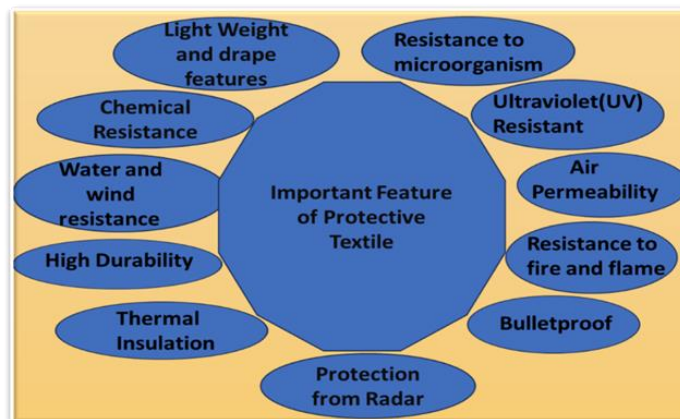 Light Weight
and drape
features
Resistance to
microorganism
Chemical
Resistance
Ultraviolet(UV)
Resistant
Water and
wind
resistance
Air
Permeability
Important Feature
of Protective
Textile
High Durability
Resistance to
fire and flame
Thermal
Insulation
Bulletproof
Protection
from Radar